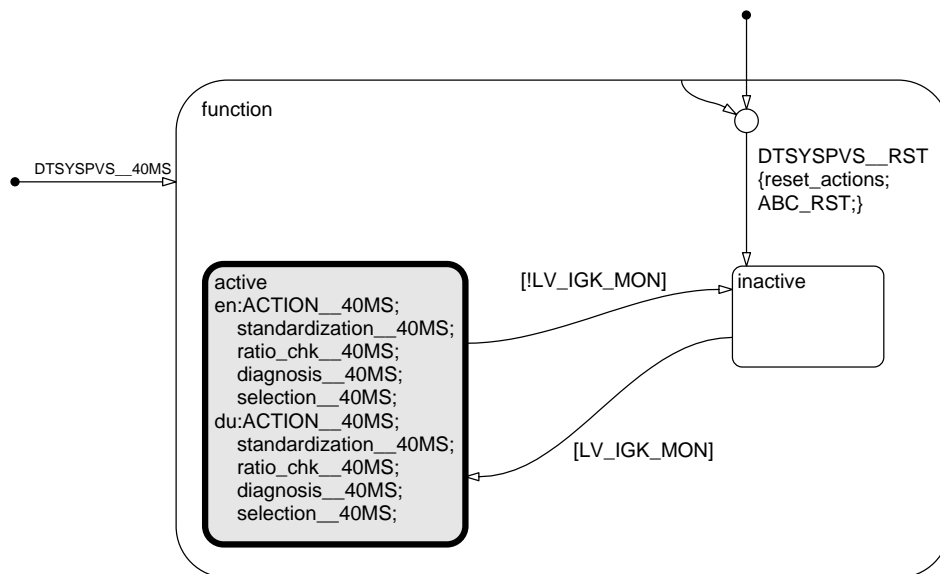 function
DTSYSPVS__40MS
DTSYSPVS__RST
{reset_actions;
ABC_RST;}
active
en:ACTION__40MS;
standardization__40MS;
ratio_chk__40MS;
diagnosis__40MS;
selection__40MS;
du:ACTION__40MS;
standardization__40MS;
ratio_chk__40MS;
diagnosis__40MS;
selection__40MS;
[!LV_IGK_MON]
inactive
[LV_IGK_MON]